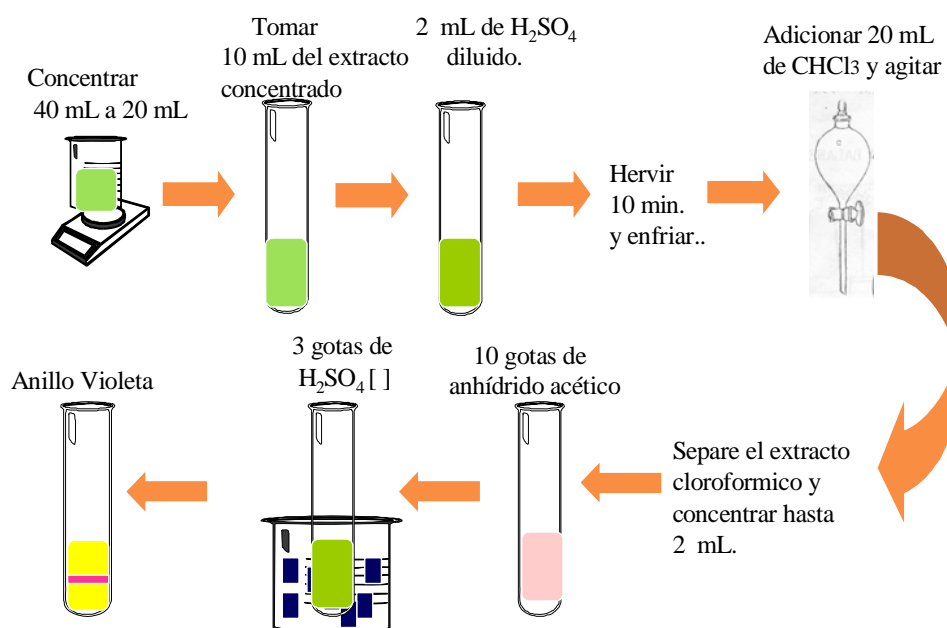 Concentrar
40 mL a 20 mL
Tomar
10 mL del extracto
concentrado
2 mL de H₂SO₄
diluido.
Hervir
10 min.
y enfriar..
Adicionar 20 mL
de CHCl3 y agitar
Separe el extracto
cloroformico y
concentrar hasta
2 mL.
10 gotas de
anhídrido acético
3 gotas de
H₂SO₄ [ ]
Anillo Violeta